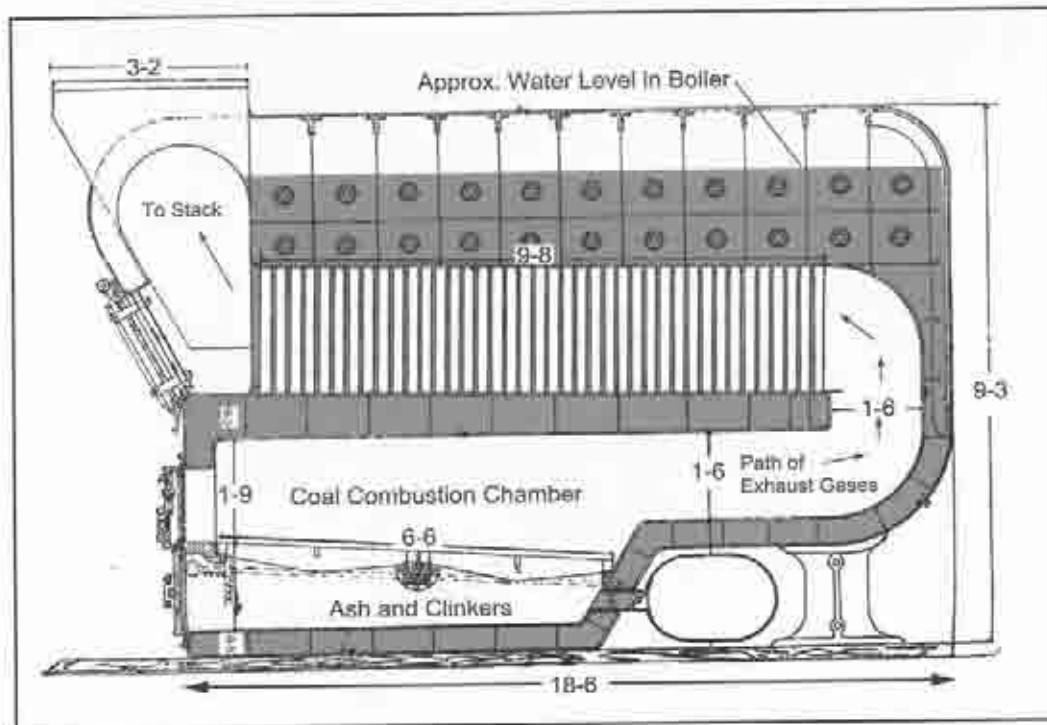 3-2
Approx. Water Level in Boiler
To Stack
9-8
9-3
1-6
1-6
Path of
Exhaust Gases
1-9
Coal Combustion Chamber
6-6
Ash and Clinkers
18-6